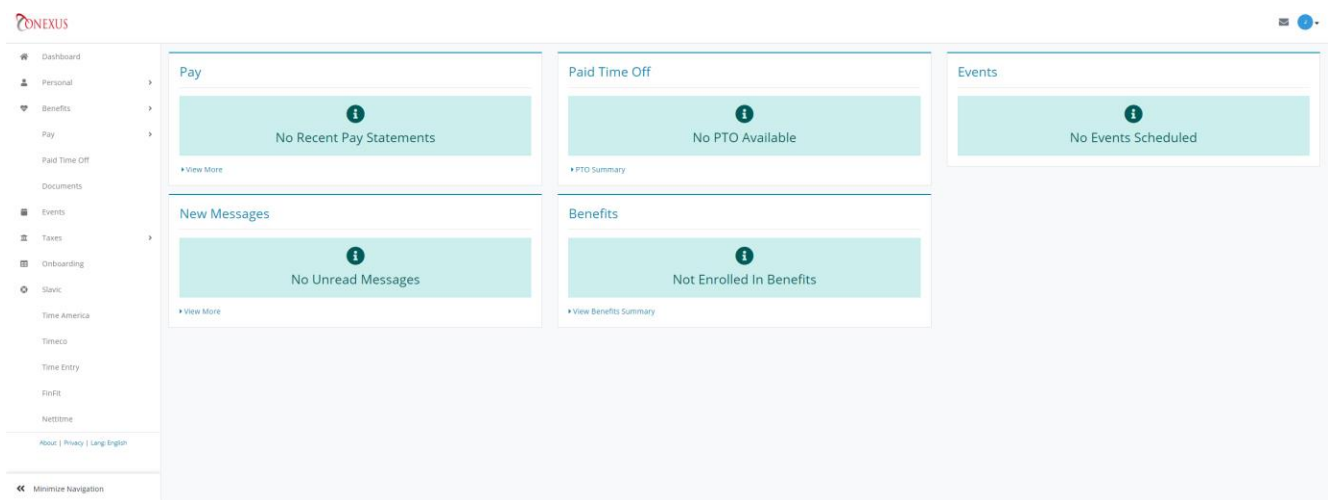 CONEXUS
Dashboard
Personal
Benefits
Pay
Paid Time Off
Documents
Events
Taxes
Onboarding
Slavic
Time America
Timeco
Time Entry
FinFit
Nettitme
About | Privacy | Lang: English
Minimize Navigation
Pay
No Recent Pay Statements
View More
Paid Time Off
No PTO Available
PTO Summary
Events
No Events Scheduled
New Messages
No Unread Messages
View More
Benefits
Not Enrolled In Benefits
View Benefits Summary